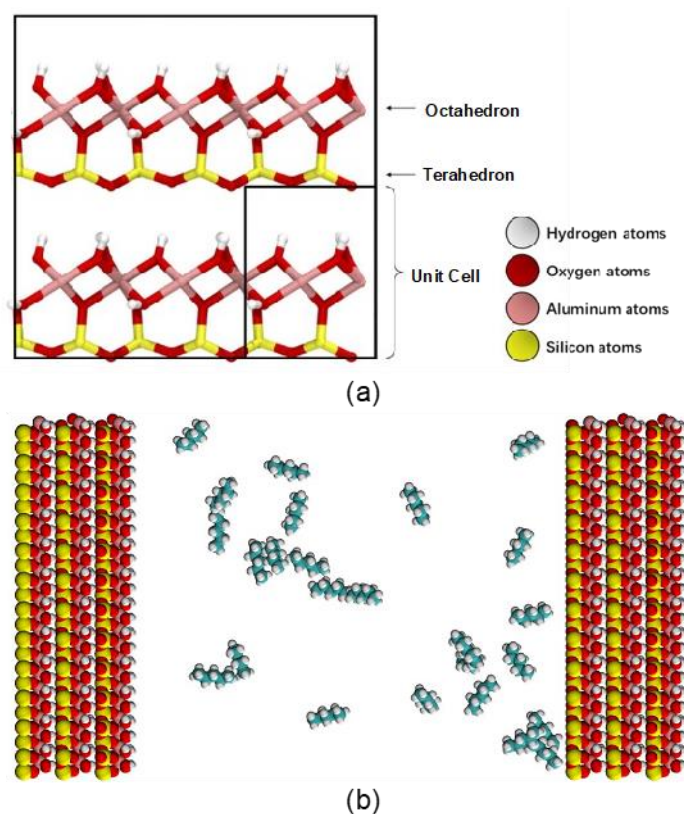 Octahedron
Terahedron
Unit Cell
Hydrogen atoms
Oxygen atoms
Aluminum atoms
Silicon atoms
(a)
(b)